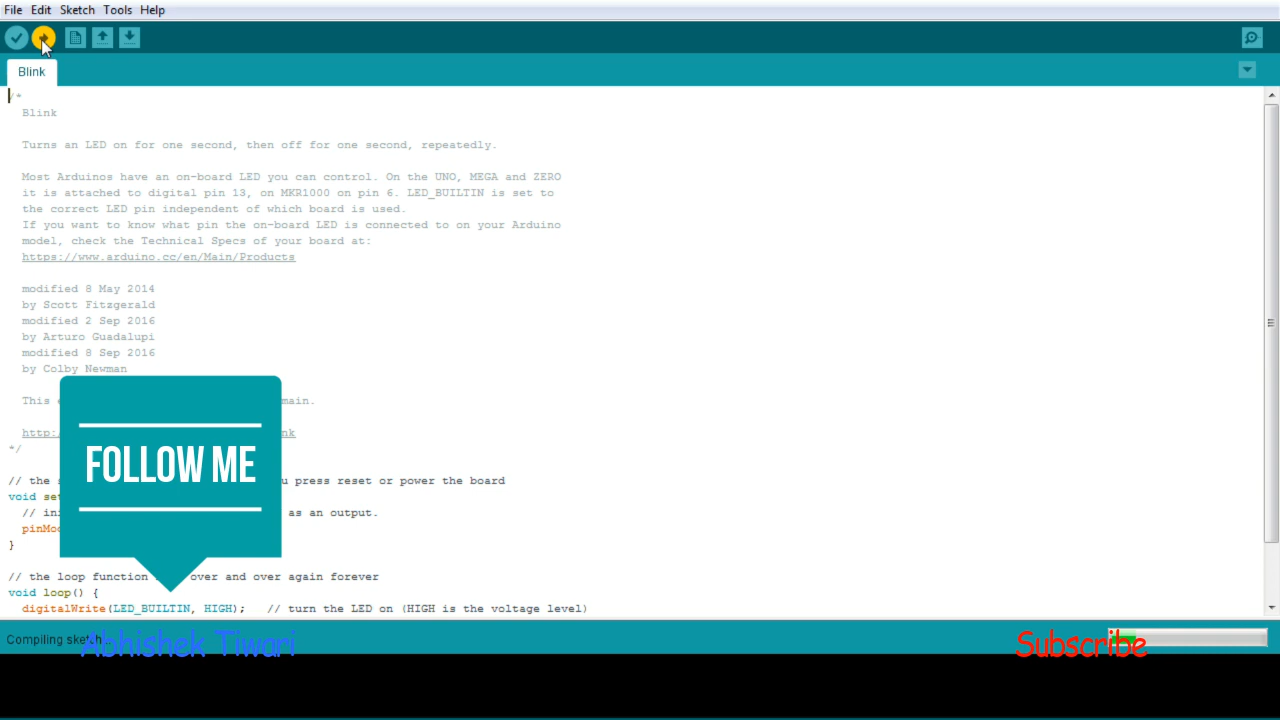 File Edit Sketch Tools Help
Blink
/*
Blink
Turns an LED on for one second, then off for one second, repeatedly.
Most Arduinos have an on-board LED you can control. On the UNO, MEGA and ZERO
it is attached to digital pin 13, on MKR1000 on pin 6. LED_BUILTIN is set to
the correct LED pin independent of which board is used.
If you want to know what pin the on-board LED is connected to on your Arduino
model, check the Technical Specs of your board at:
https://www.arduino.cc/en/Main/Products
modified 8 May 2014
by Scott Fitzgerald
modified 2 Sep 2016
by Arturo Guadalupi
modified 8 Sep 2016
by Colby Newman
This main.
http:
*/
FOLLOW ME
// the press reset or power the board
void
// as an output.
}
// the loop function over and over again forever
void loop() {
digitalWrite(LED_BUILTIN, HIGH); // turn the LED on (HIGH is the voltage level)
Compiling sketch...
Abhishek Tiwari
Subscribe